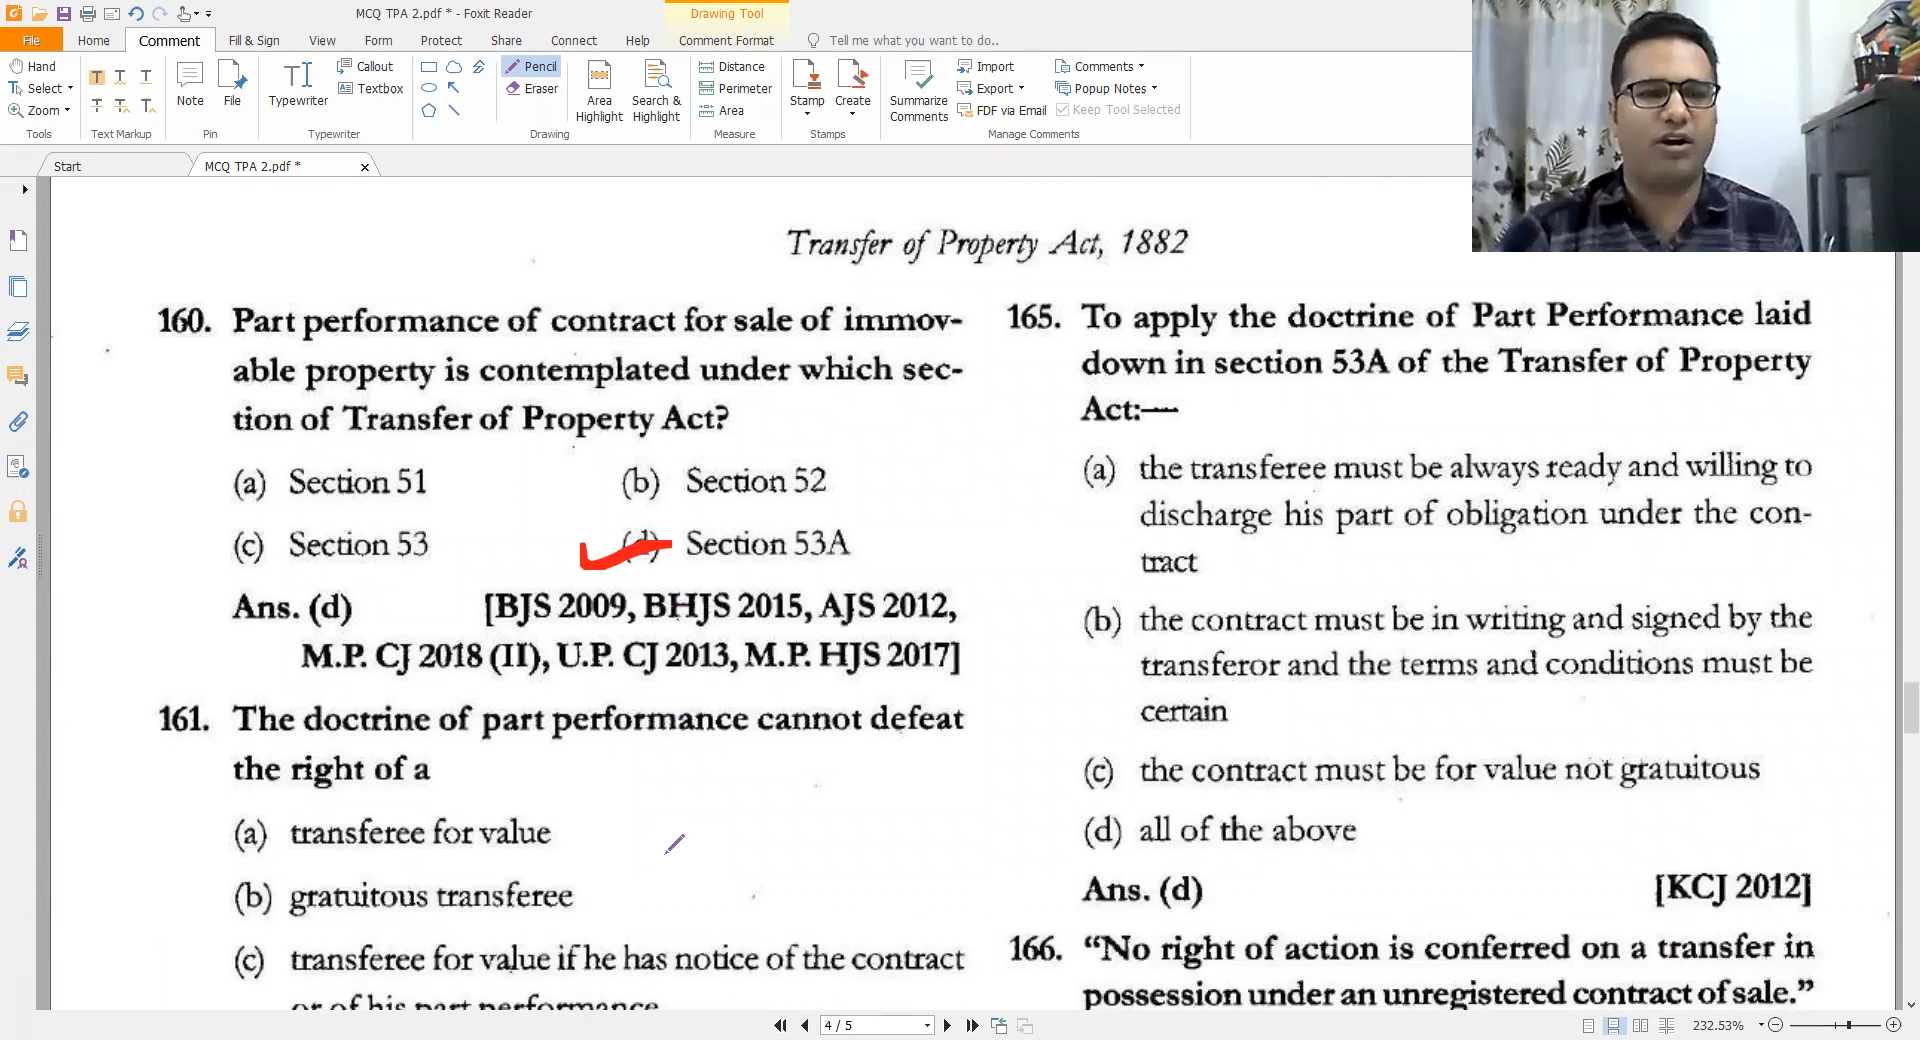 MCQ TPA 2.pdf * - Foxit Reader
Drawing Tool
File Home Comment Fill & Sign View Form Protect Share Connect Help Comment Format Tell me what you want to do..
Hand
Select
Zoom
Tools
Text Markup
Note
File
Pin
Typewriter
Callout
Textbox
Typewriter
Pencil
Eraser
Drawing
Area
Highlight
Search &
Highlight
Distance
Perimeter
Area
Measure
Stamp
Create
Stamps
Summarize
Comments
Import
Export
FDF via Email
Comments
Popup Notes
Keep Tool Selected
Manage Comments
Start
MCQ TPA 2.pdf *
Transfer of Property Act, 1882
160. Part performance of contract for sale of immov-
able property is contemplated under which sec-
tion of Transfer of Property Act?
(a) Section 51 (b) Section 52
(c) Section 53 (d) Section 53A
Ans. (d) [BJS 2009, BHJS 2015, AJS 2012,
M.P. CJ 2018 (II), U.P. CJ 2013, M.P. HJS 2017]
161. The doctrine of part performance cannot defeat
the right of a
(a) transferee for value
(b) gratuitous transferee
(c) transferee for value if he has notice of the contract
or of his part performance
165. To apply the doctrine of Part Performance laid
down in section 53A of the Transfer of Property
Act:—
(a) the transferee must be always ready and willing to
discharge his part of obligation under the con-
tract
(b) the contract must be in writing and signed by the
transferor and the terms and conditions must be
certain
(c) the contract must be for value not gratuitous
(d) all of the above
Ans. (d) [KCJ 2012]
166. “No right of action is conferred on a transfer in
possession under an unregistered contract of sale.”
4 / 5
232.53%